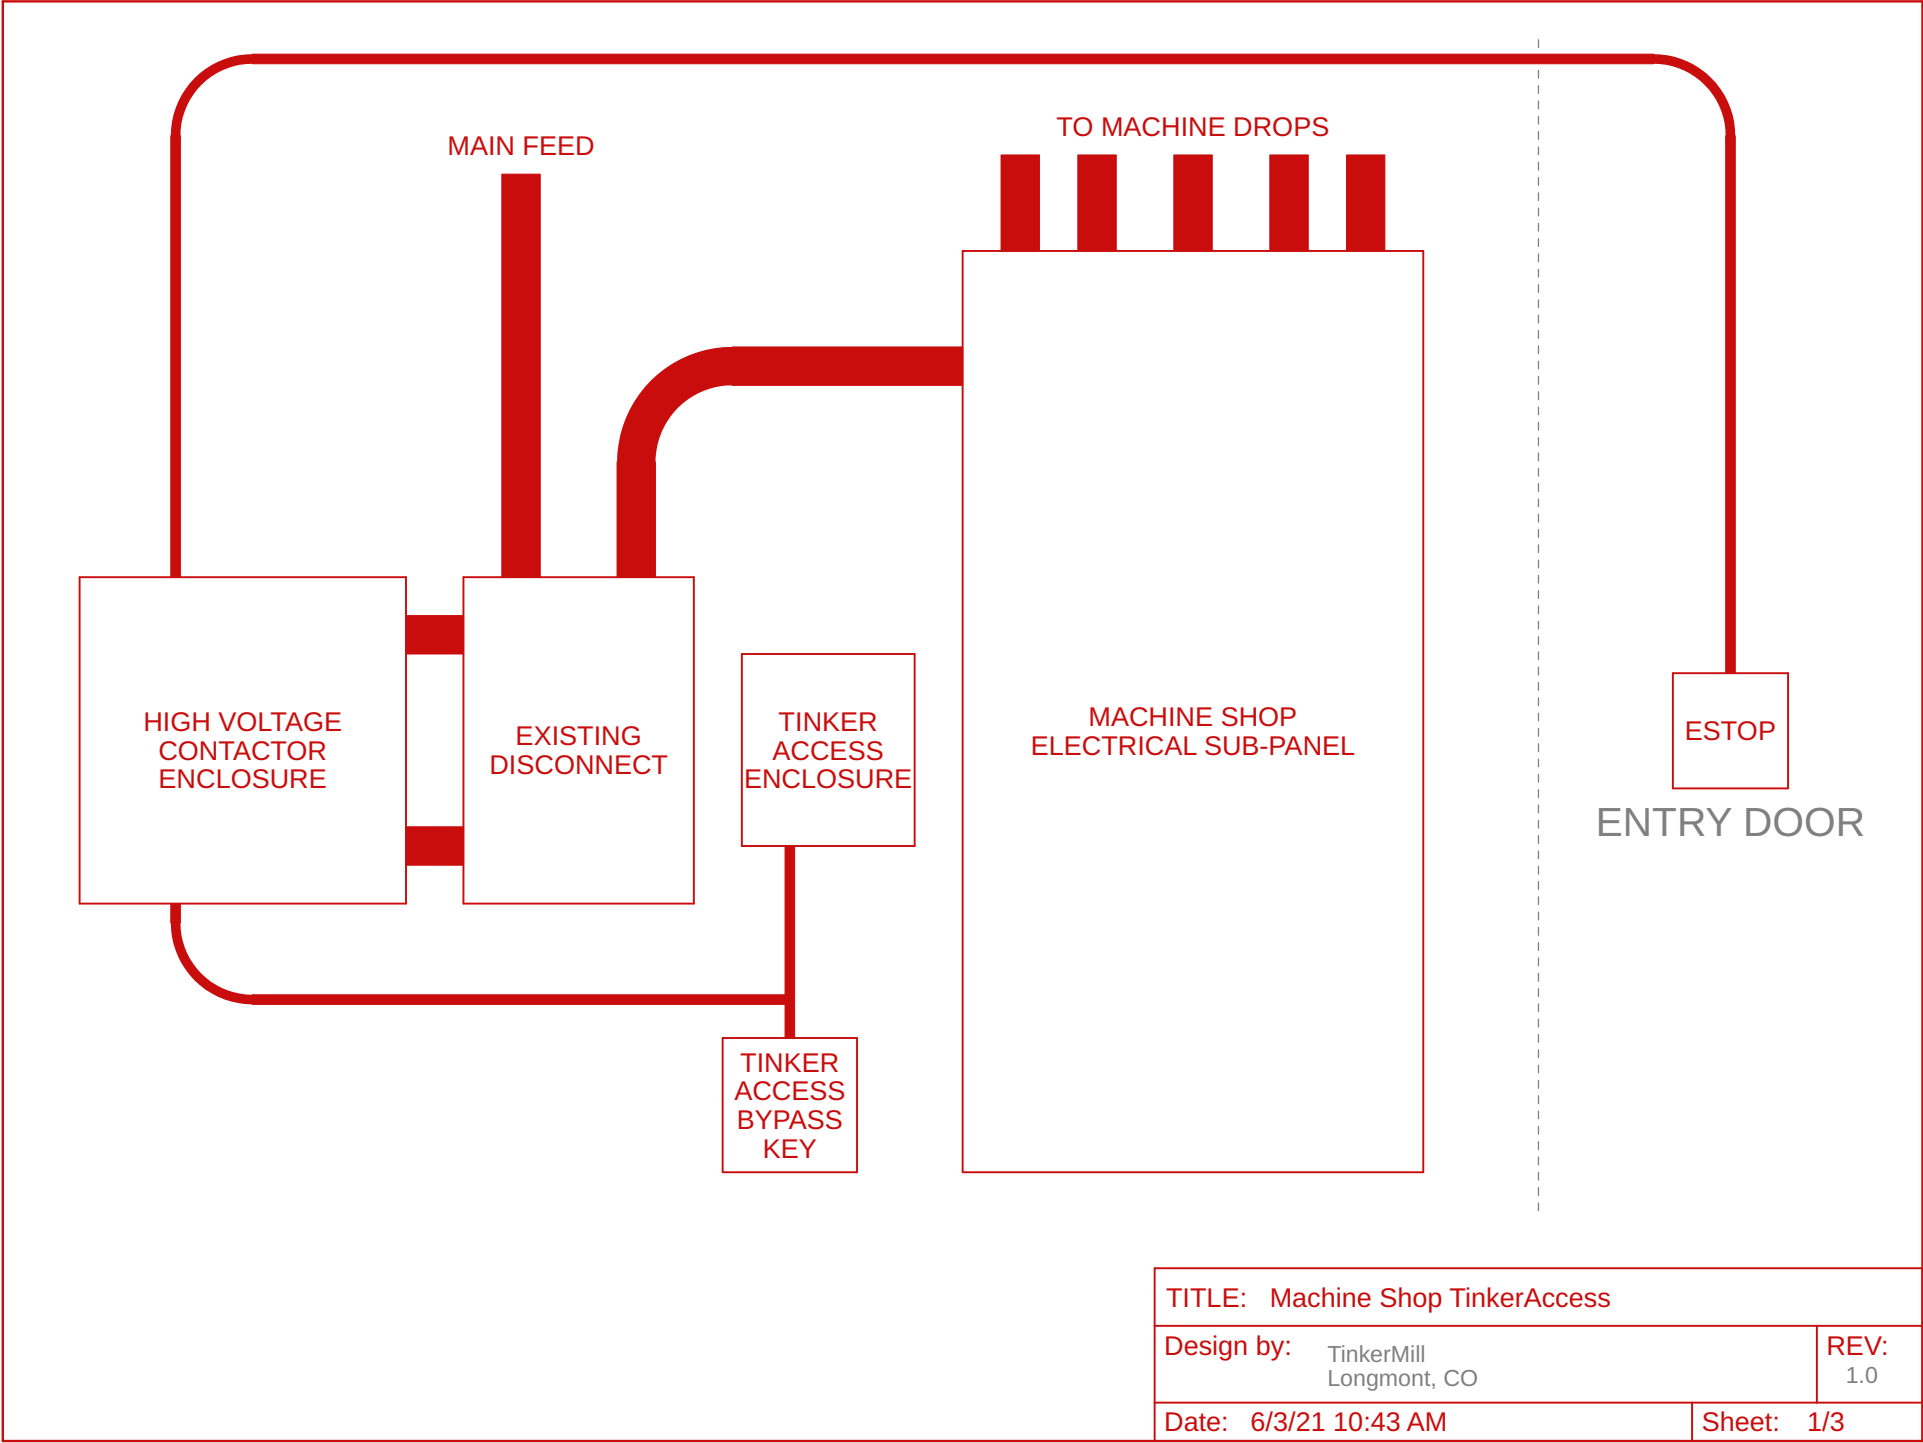 TO MACHINE DROPS
MAIN FEED
HIGH VOLTAGE
CONTACTOR
ENCLOSURE
EXISTING
DISCONNECT
TINKER
ACCESS
ENCLOSURE
MACHINE SHOP
ELECTRICAL SUB-PANEL
ESTOP
ENTRY DOOR
TINKER
ACCESS
BYPASS
KEY
TITLE: Machine Shop TinkerAccess
Design by: TinkerMill
Longmont, CO
REV:
1.0
Date: 6/3/21 10:43 AM
Sheet: 1/3